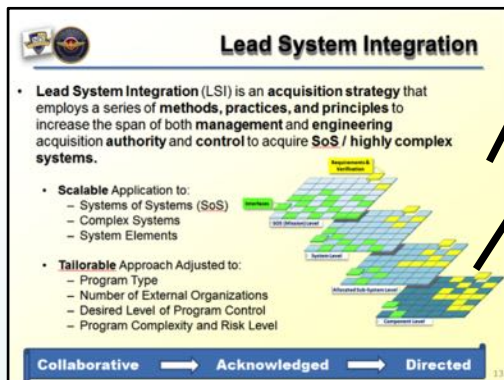 Lead System Integration
• Lead System Integration (LSI) is an acquisition strategy that
employs a series of methods, practices, and principles to
increase the span of both management and engineering
acquisition authority and control to acquire SoS / highly complex
systems.
• Scalable Application to:
– Systems of Systems (SoS)
– Complex Systems
– System Elements
• Tailorable Approach Adjusted to:
– Program Type
– Number of External Organizations
– Desired Level of Program Control
– Program Complexity and Risk Level
Requirements &
Verification
Interfaces
SOS (Mission) Level
System Level
Allocated Sub-System Level
Component Level
Collaborative Acknowledged Directed
13